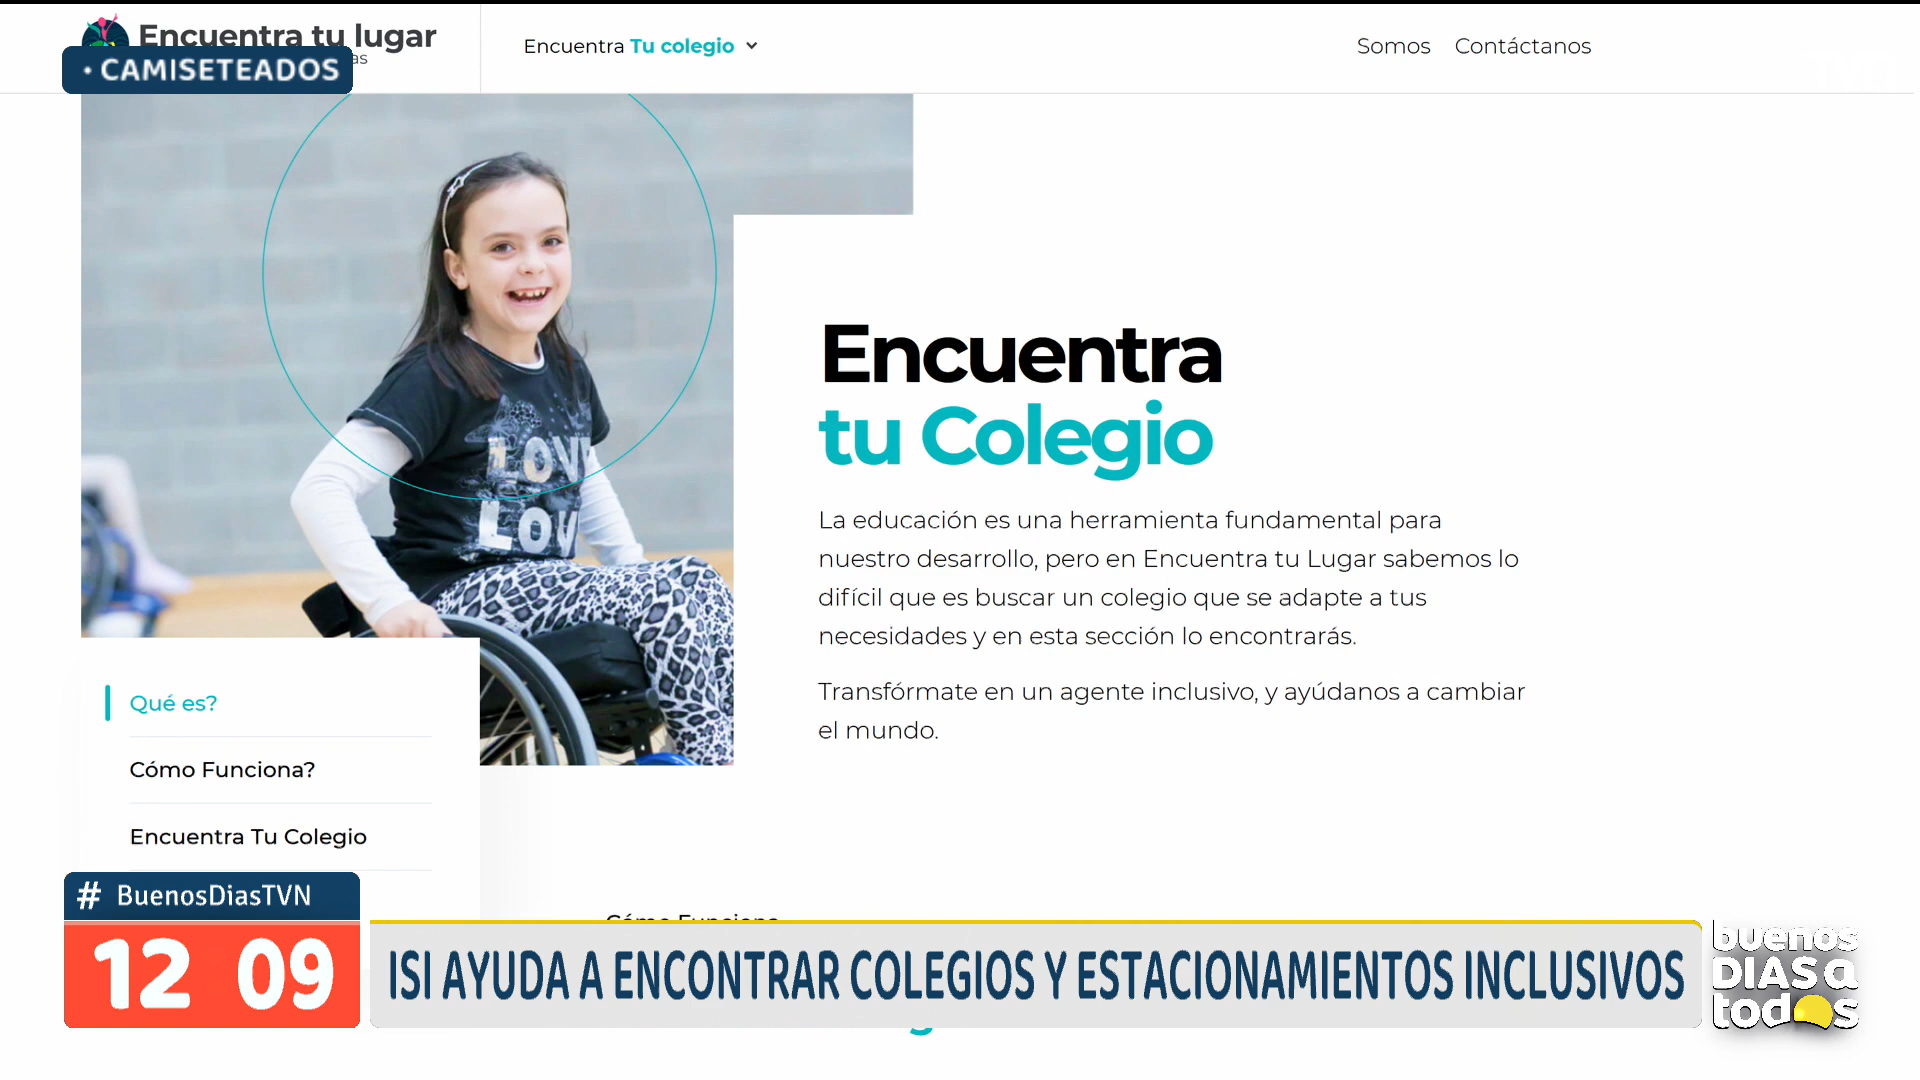 Encuentra tu lugar
Encuentra Tu colegio
Somos
Contáctanos
• CAMISETEADOS
LOVE
Encuentra
tu Colegio
La educación es una herramienta fundamental para
nuestro desarrollo, pero en Encuentra tu Lugar sabemos lo
difícil que es buscar un colegio que se adapte a tus
necesidades y en esta sección lo encontrarás.
Transfórmate en un agente inclusivo, y ayúdanos a cambiar
el mundo.
Qué es?
Cómo Funciona?
Encuentra Tu Colegio
Cómo Funciona
# BuenosDiasTVN
12 09
ISI AYUDA A ENCONTRAR COLEGIOS Y ESTACIONAMIENTOS INCLUSIVOS
buenos
DIAS a
todos